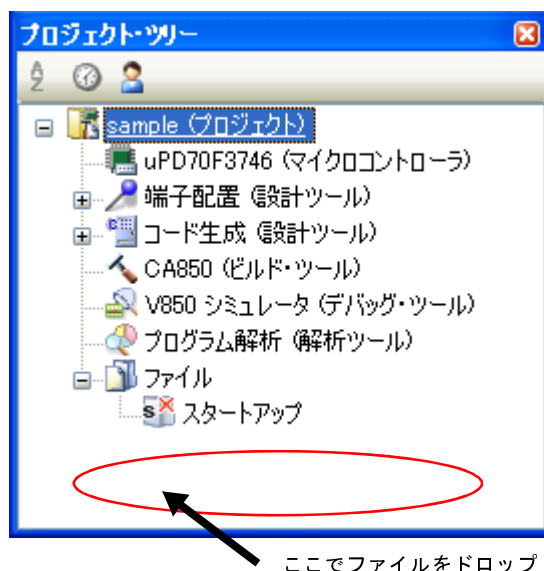 プロジェクト・ツリー
sample (プロジェクト)
uPD70F3746 (マイクロコントローラ)
端子配置 (設計ツール)
コード生成 (設計ツール)
CA850 (ビルド・ツール)
V850 シミュレータ (デバッグ・ツール)
プログラム解析 (解析ツール)
ファイル
スタートアップ
ここでファイルをドロップ